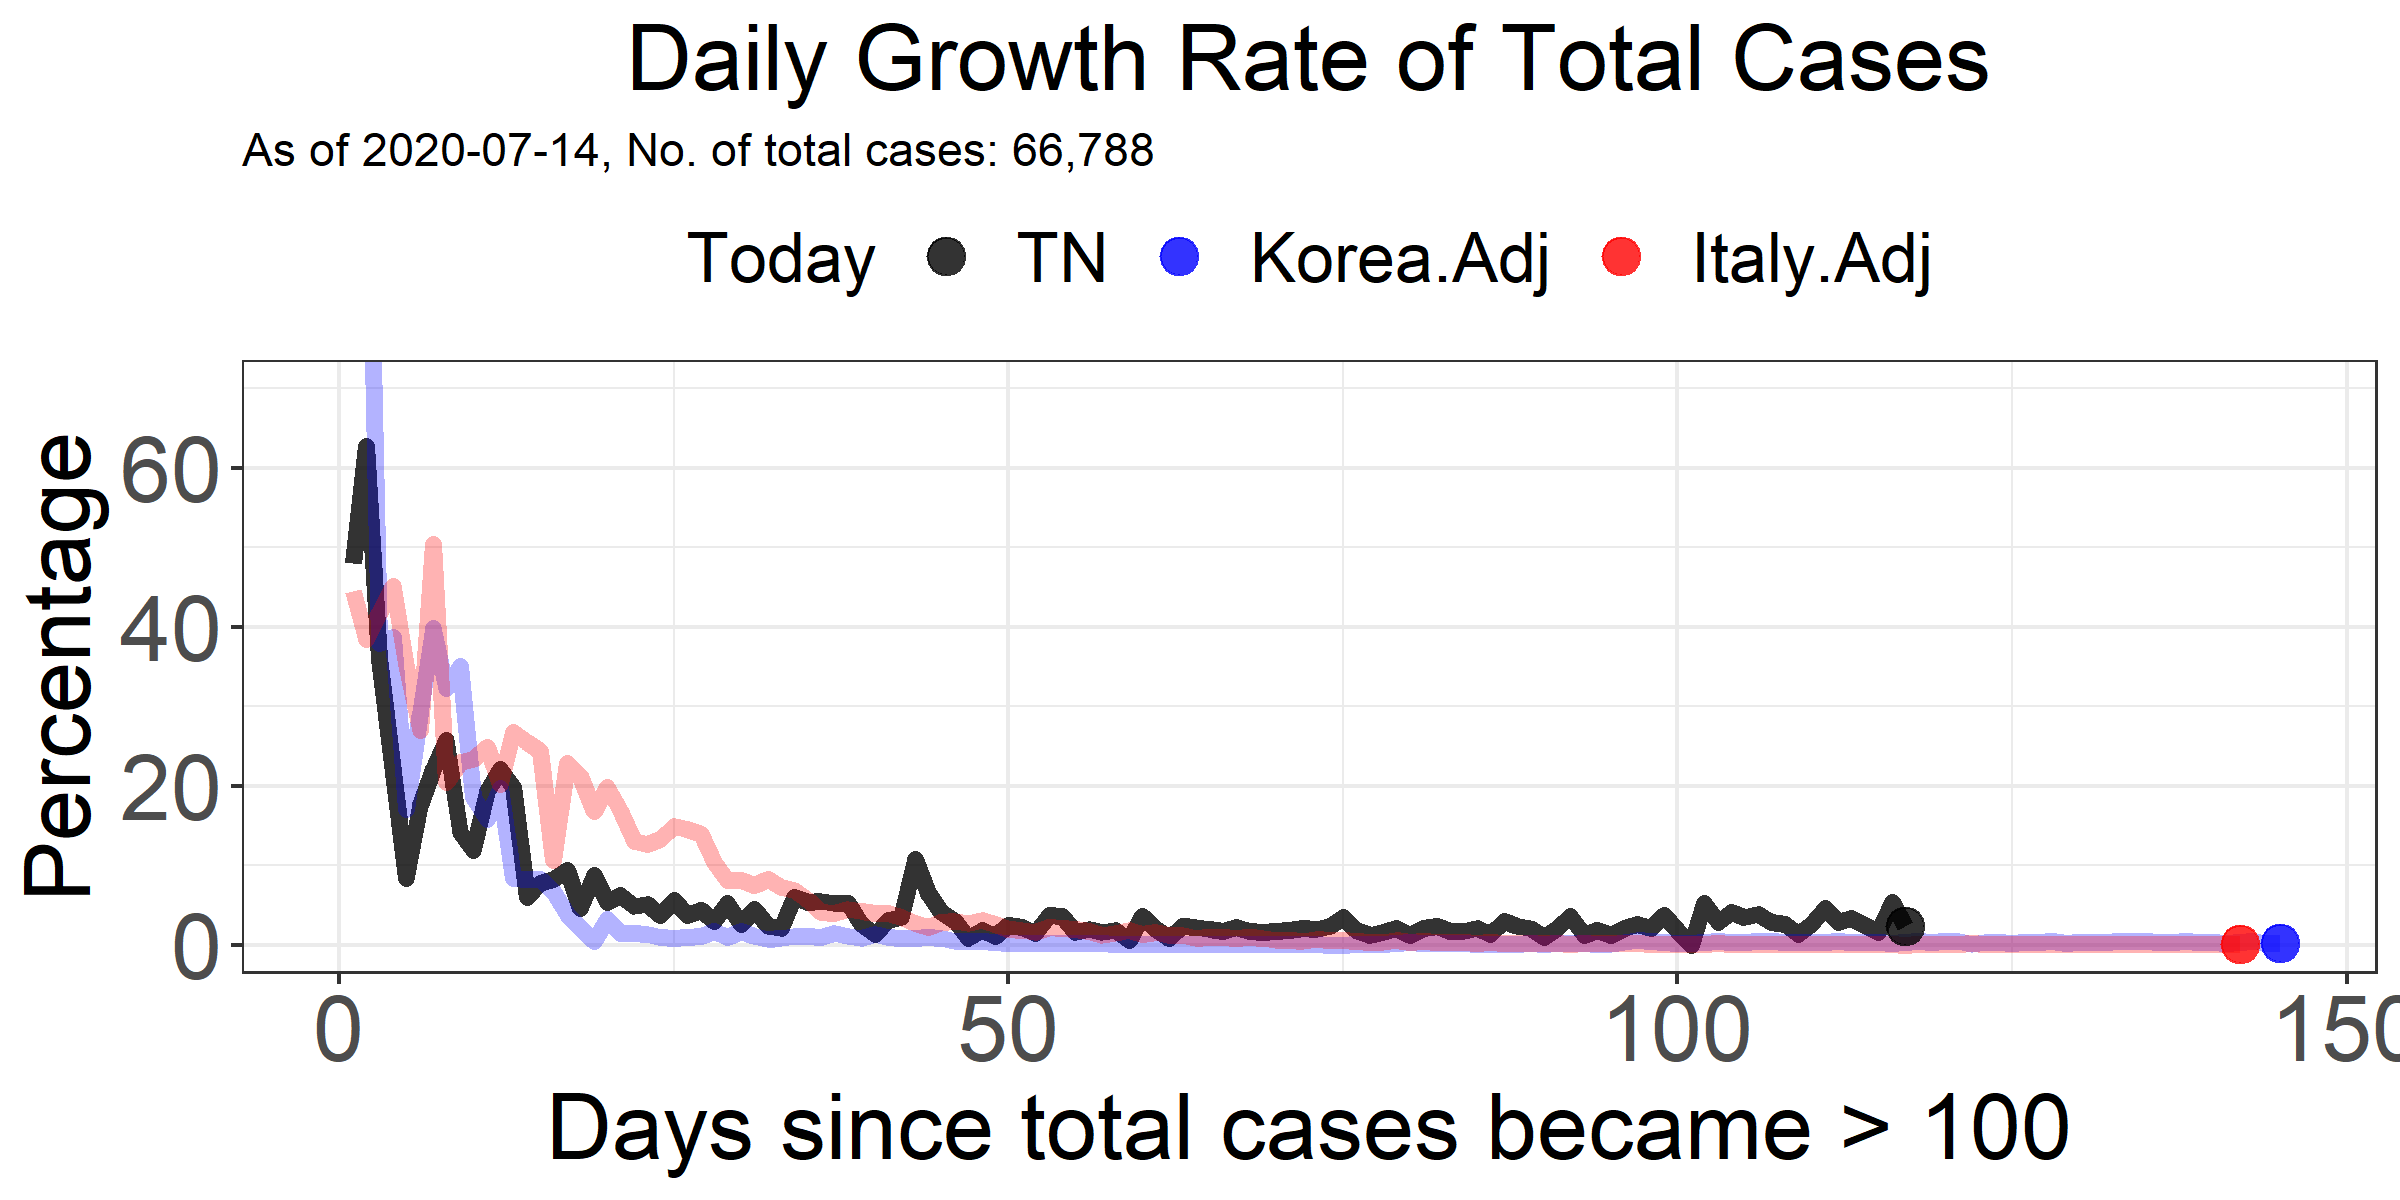 Daily Growth Rate of Total Cases
As of 2020-07-14, No. of total cases: 66,788
Today TN Korea.Adj Italy.Adj
Percentage
60
40
20
0
0 50 100 150
Days since total cases became > 100